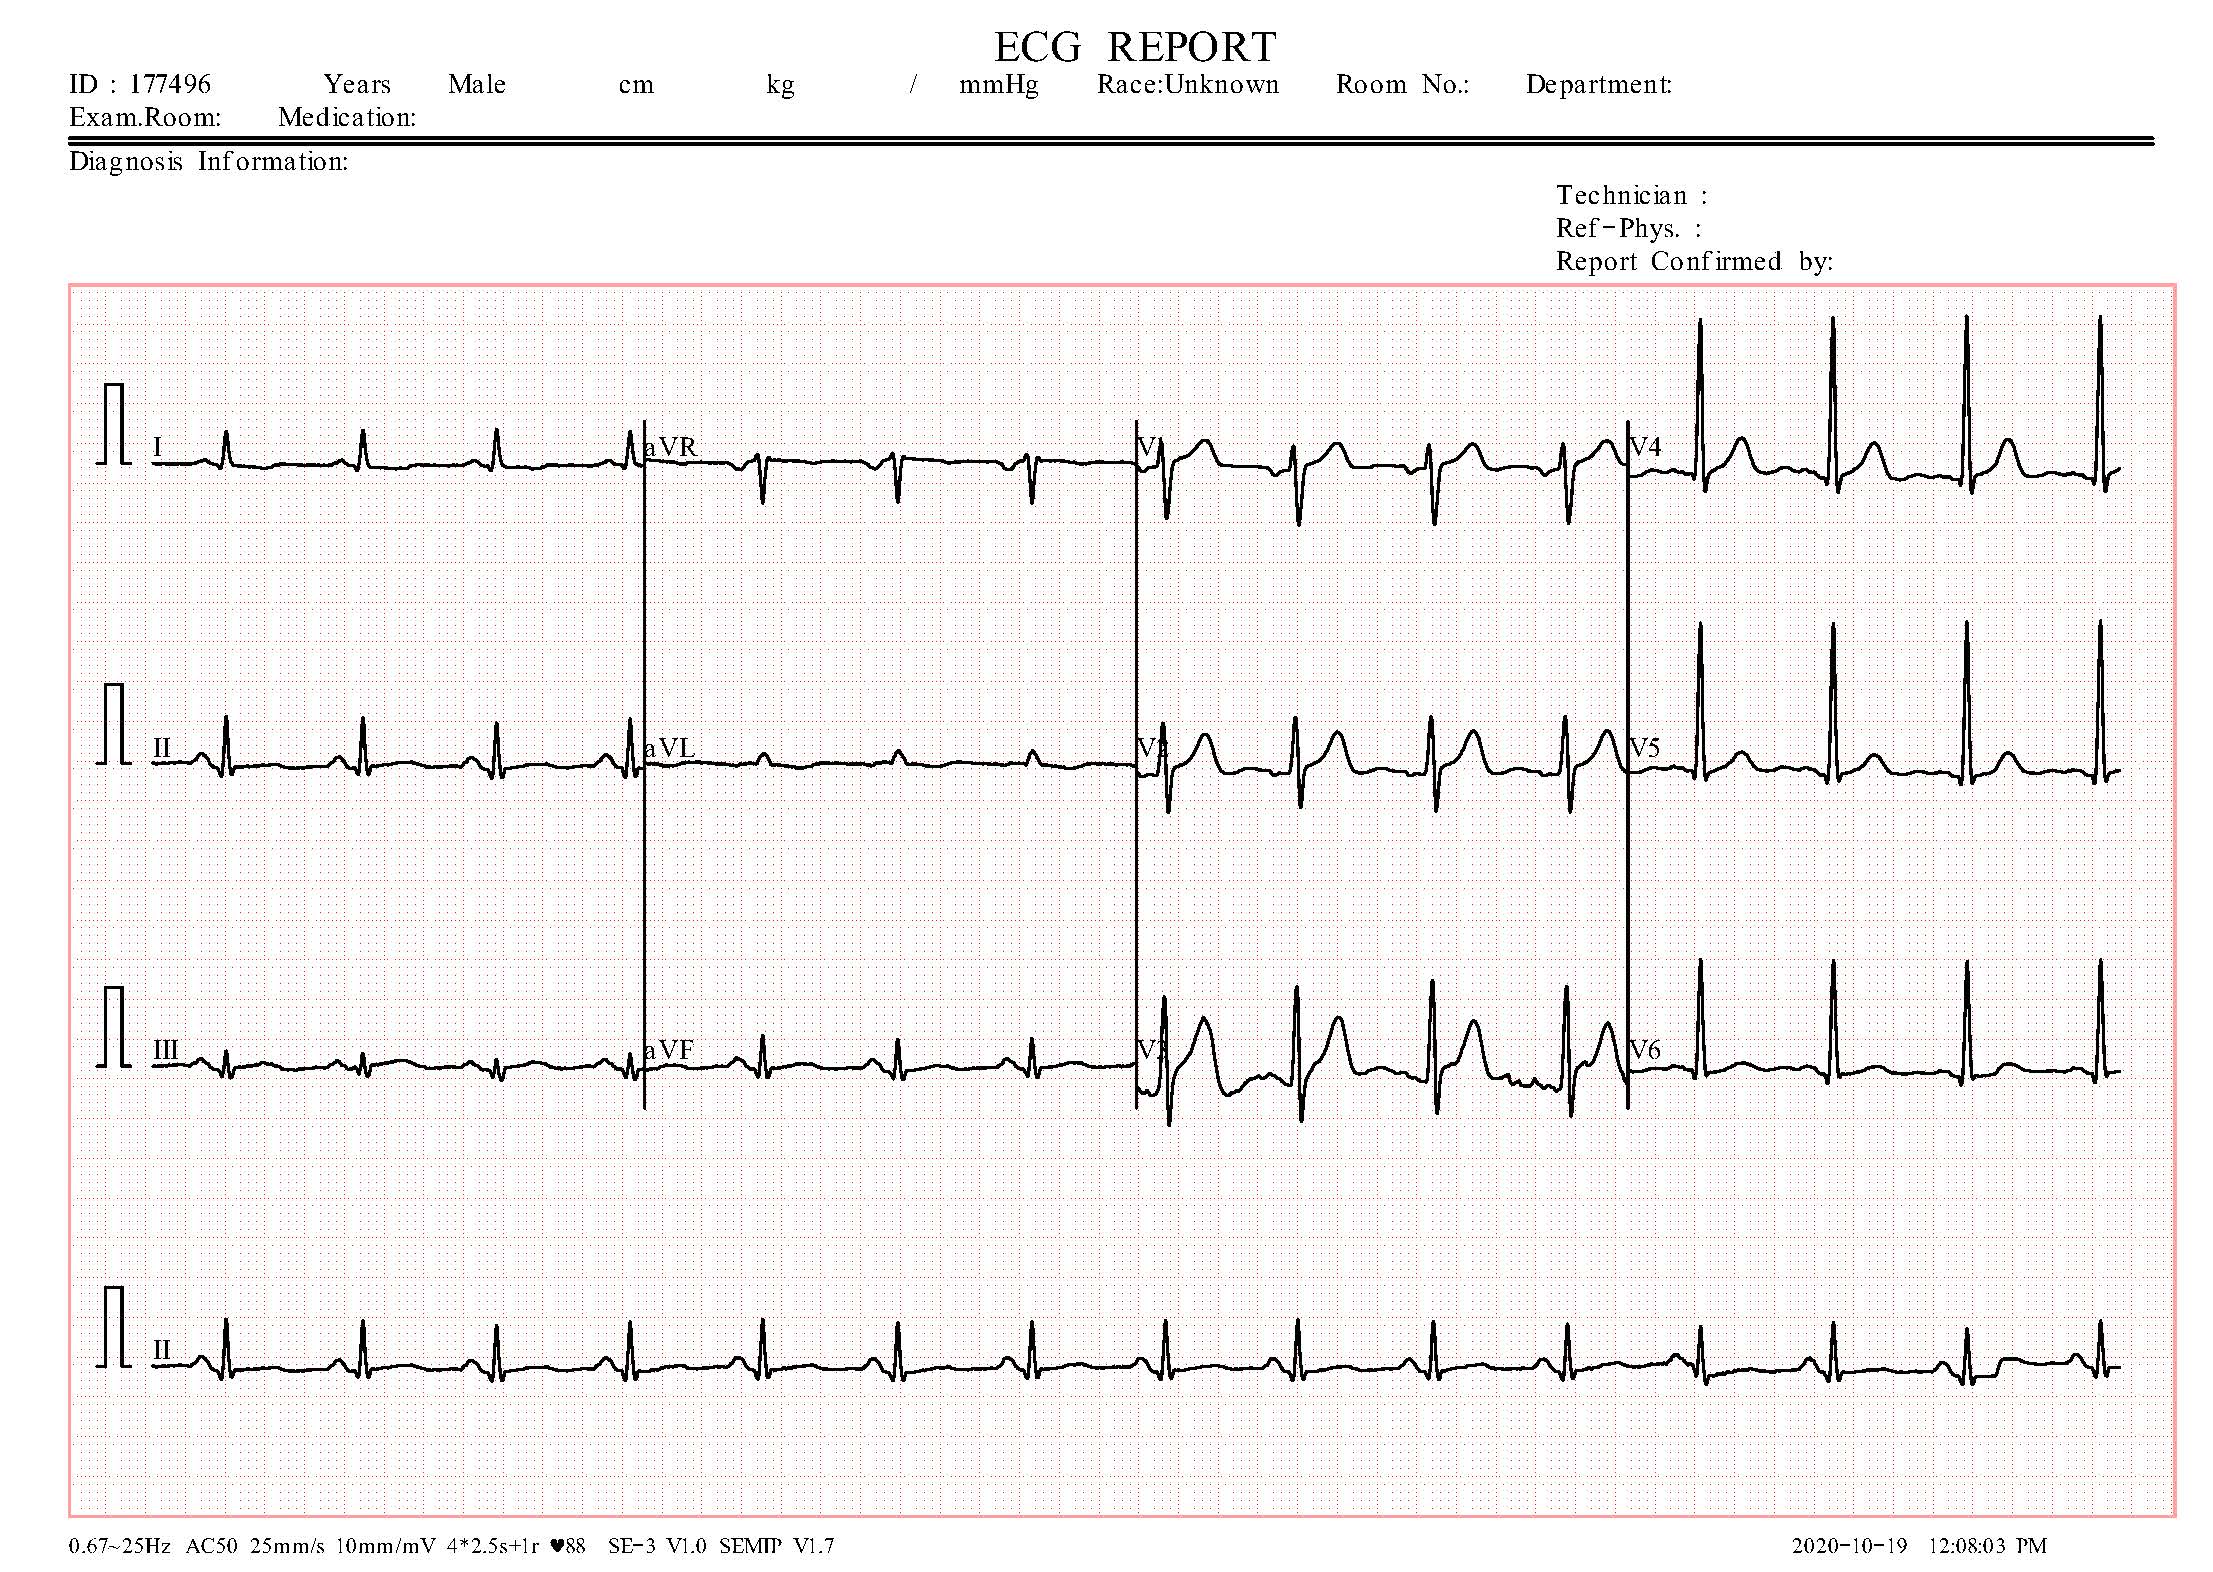 ECG REPORT
ID : 177496 Years Male cm kg / mmHg Race:Unknown Room No.: Department:
Exam.Room: Medication:
Diagnosis Information:
Technician :
Ref-Phys. :
Report Confirmed by:
I aVR V1 V4
II aVL V2 V5
III aVF V3 V6
II
0.67~25Hz AC50 25mm/s 10mm/mV 4*2.5s+1r ♥88 SE-3 V1.0 SEMIP V1.7 2020-10-19 12:08:03 PM